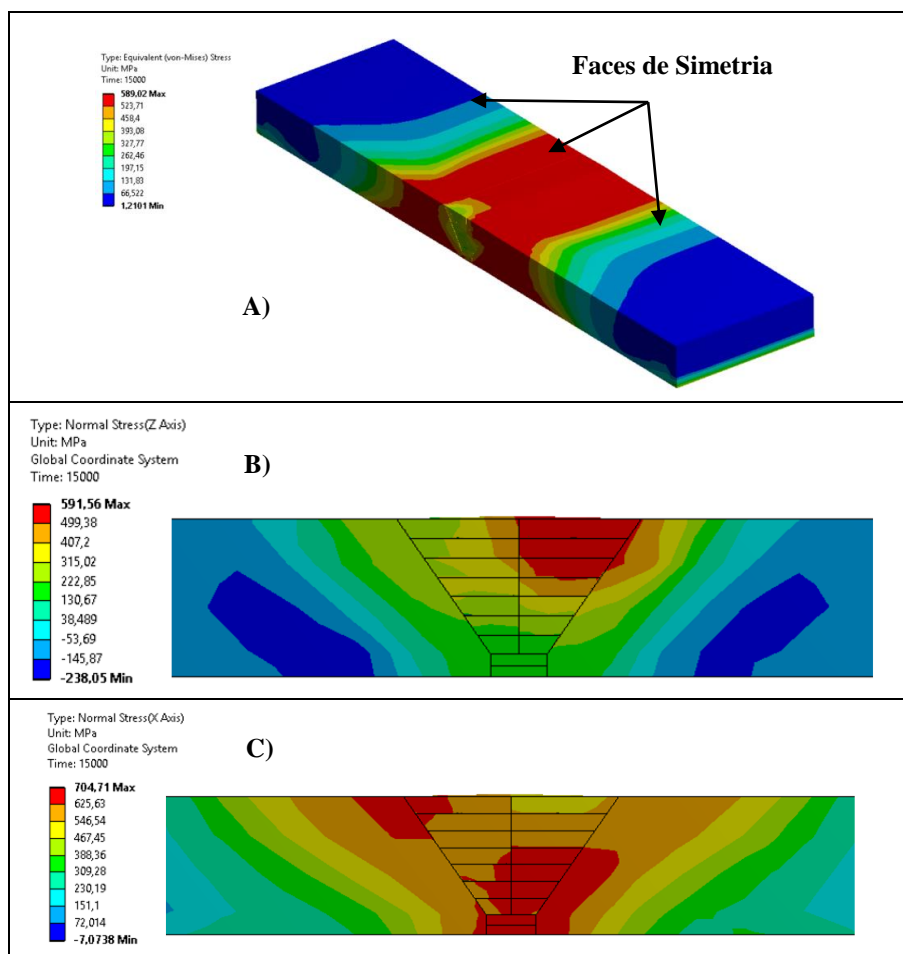 Type: Equivalent (von-Mises) Stress
Unit: MPa
Time: 15000
589,02 Max
523,71
458,4
393,08
327,77
262,46
197,15
131,83
66,522
1,2101 Min
Faces de Simetria
A)
Type: Normal Stress(Z Axis)
Unit: MPa
Global Coordinate System
Time: 15000
B)
591,56 Max
499,38
407,2
315,02
222,85
130,67
38,489
-53,69
-145,87
-238,05 Min
Type: Normal Stress(X Axis)
Unit: MPa
Global Coordinate System
Time: 15000
C)
704,71 Max
625,63
546,54
467,45
388,36
309,28
230,19
151,1
72,014
-7,0738 Min